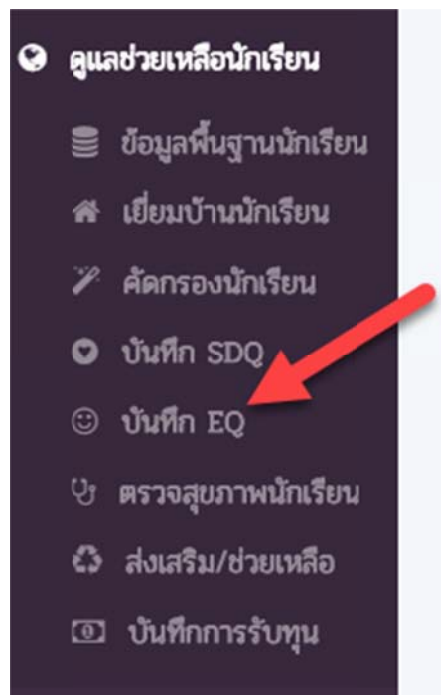 ดูแลช่วยเหลือนักเรียน
ข้อมูลพื้นฐานนักเรียน
เยี่ยมบ้านนักเรียน
คัดกรองนักเรียน
บันทึก SDQ
บันทึก EQ
ตรวจสุขภาพนักเรียน
ส่งเสริม/ช่วยเหลือ
บันทึกการรับทุน